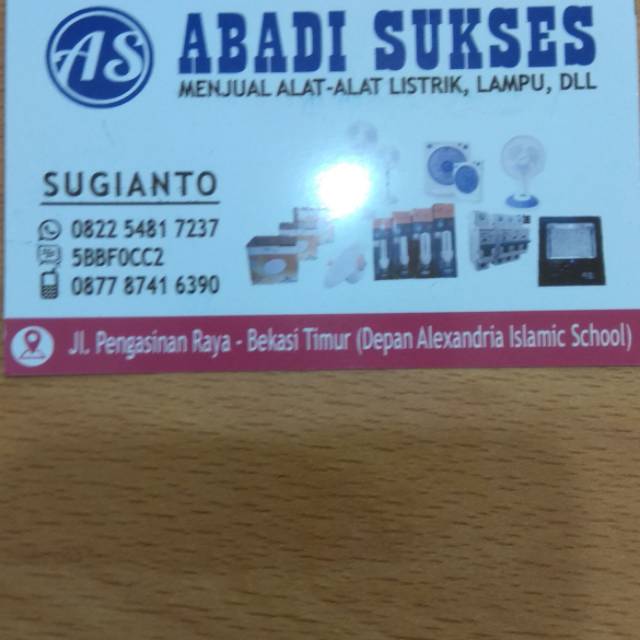 AS
ABADI SUKSES
MENJUAL ALAT-ALAT LISTRIK, LAMPU, DLL
SUGIANTO
0822 5481 7237
5BBF0CC2
0877 8741 6390
Jl. Pengasinan Raya - Bekasi Timur (Depan Alexandria Islamic School)